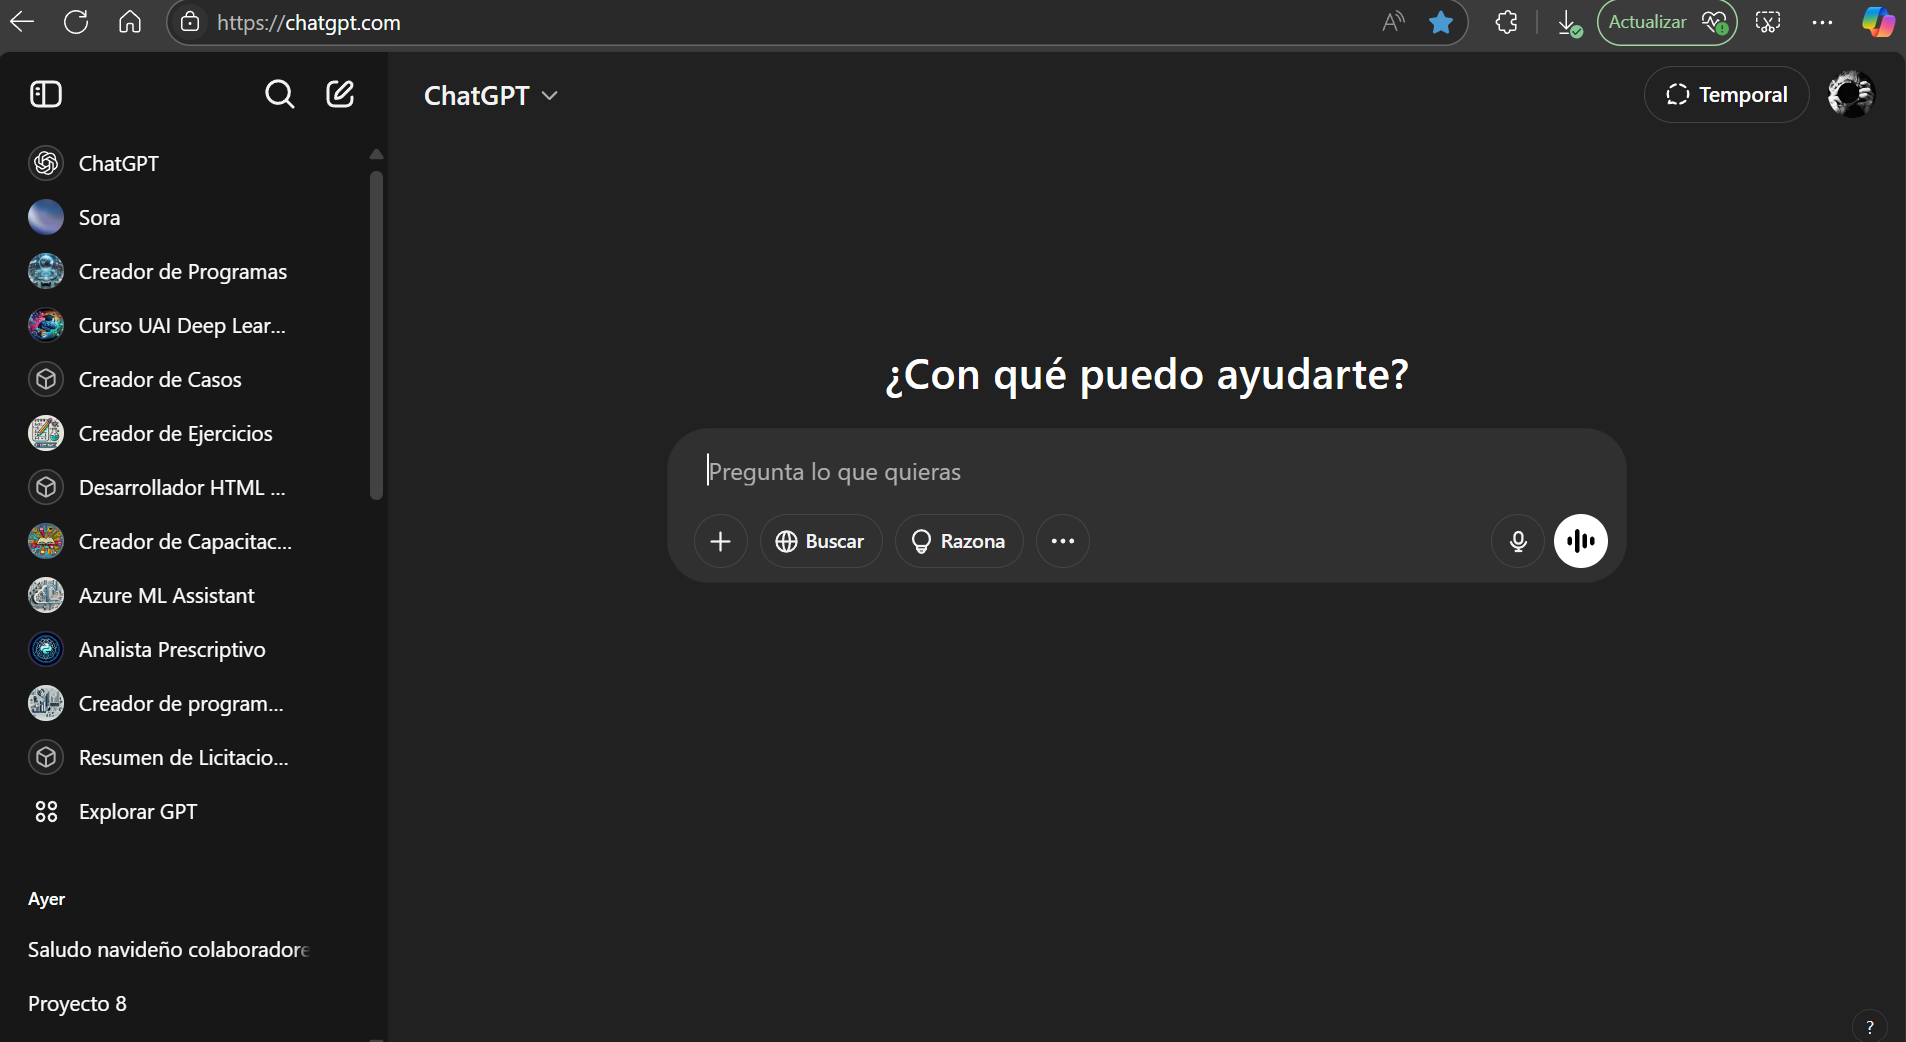 https://chatgpt.com
Actualizar
ChatGPT
Temporal
ChatGPT
Sora
Creador de Programas
Curso UAI Deep Lear...
Creador de Casos
Creador de Ejercicios
Desarrollador HTML ...
Creador de Capacitac...
Azure ML Assistant
Analista Prescriptivo
Creador de program...
Resumen de Licitacio...
Explorar GPT
Ayer
Saludo navideño colaboradore
Proyecto 8
¿Con qué puedo ayudarte?
Pregunta lo que quieras
Buscar
Razona
?